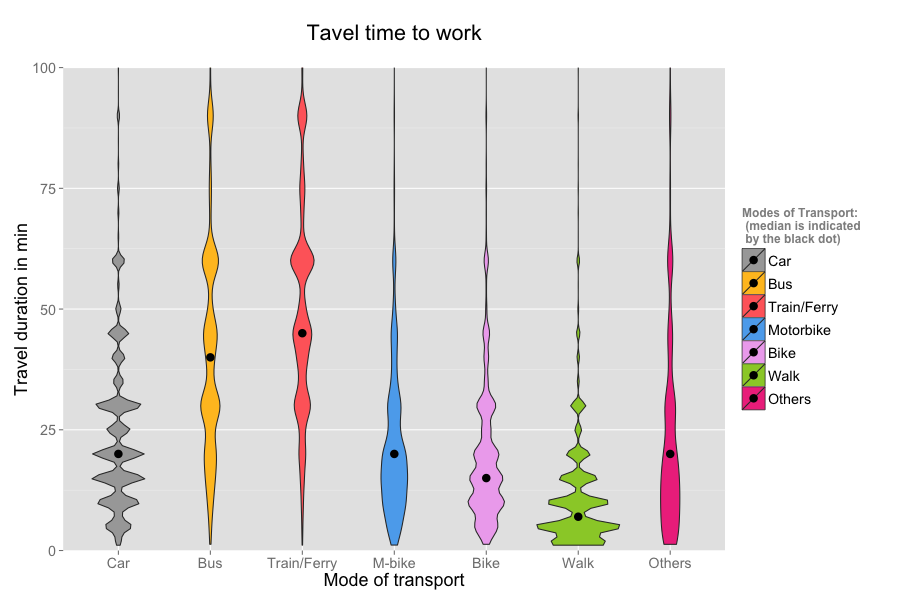 Tavel time to work
Travel duration in min
100
75
50
25
0
Car Bus Train/Ferry M-bike Bike Walk Others
Mode of transport
Modes of Transport:
(median is indicated
by the black dot)
Car
Bus
Train/Ferry
Motorbike
Bike
Walk
Others